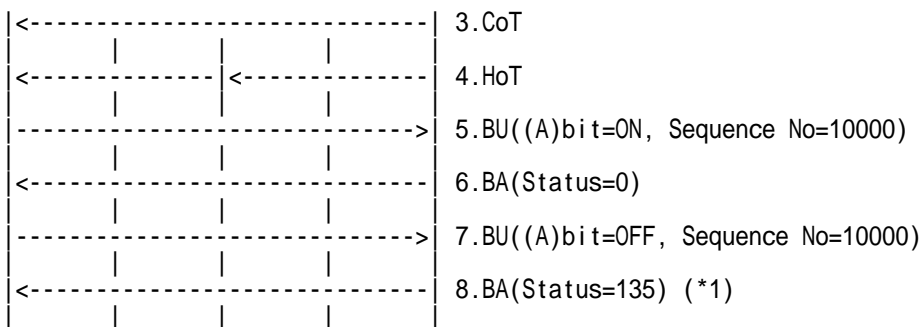 3.CoT
4.HoT
5.BU((A)bit=ON, Sequence No=10000)
6.BA(Status=0)
7.BU((A)bit=OFF, Sequence No=10000)
8.BA(Status=135) (*1)